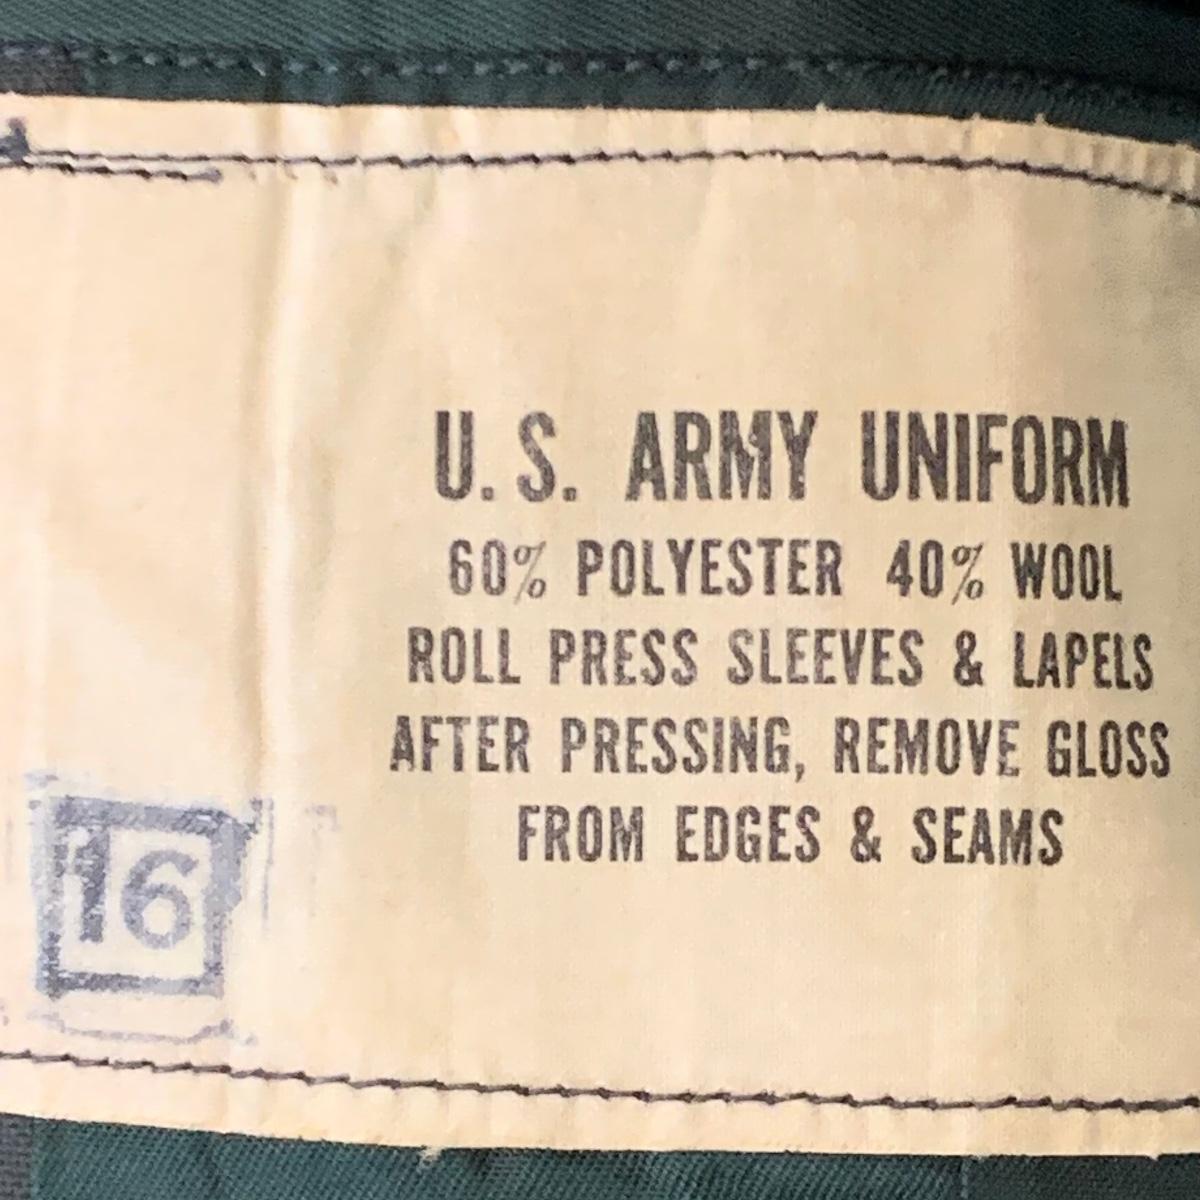 U.S. ARMY UNIFORM
60% POLYESTER 40% WOOL
ROLL PRESS SLEEVES & LAPELS
AFTER PRESSING, REMOVE GLOSS
FROM EDGES & SEAMS
16